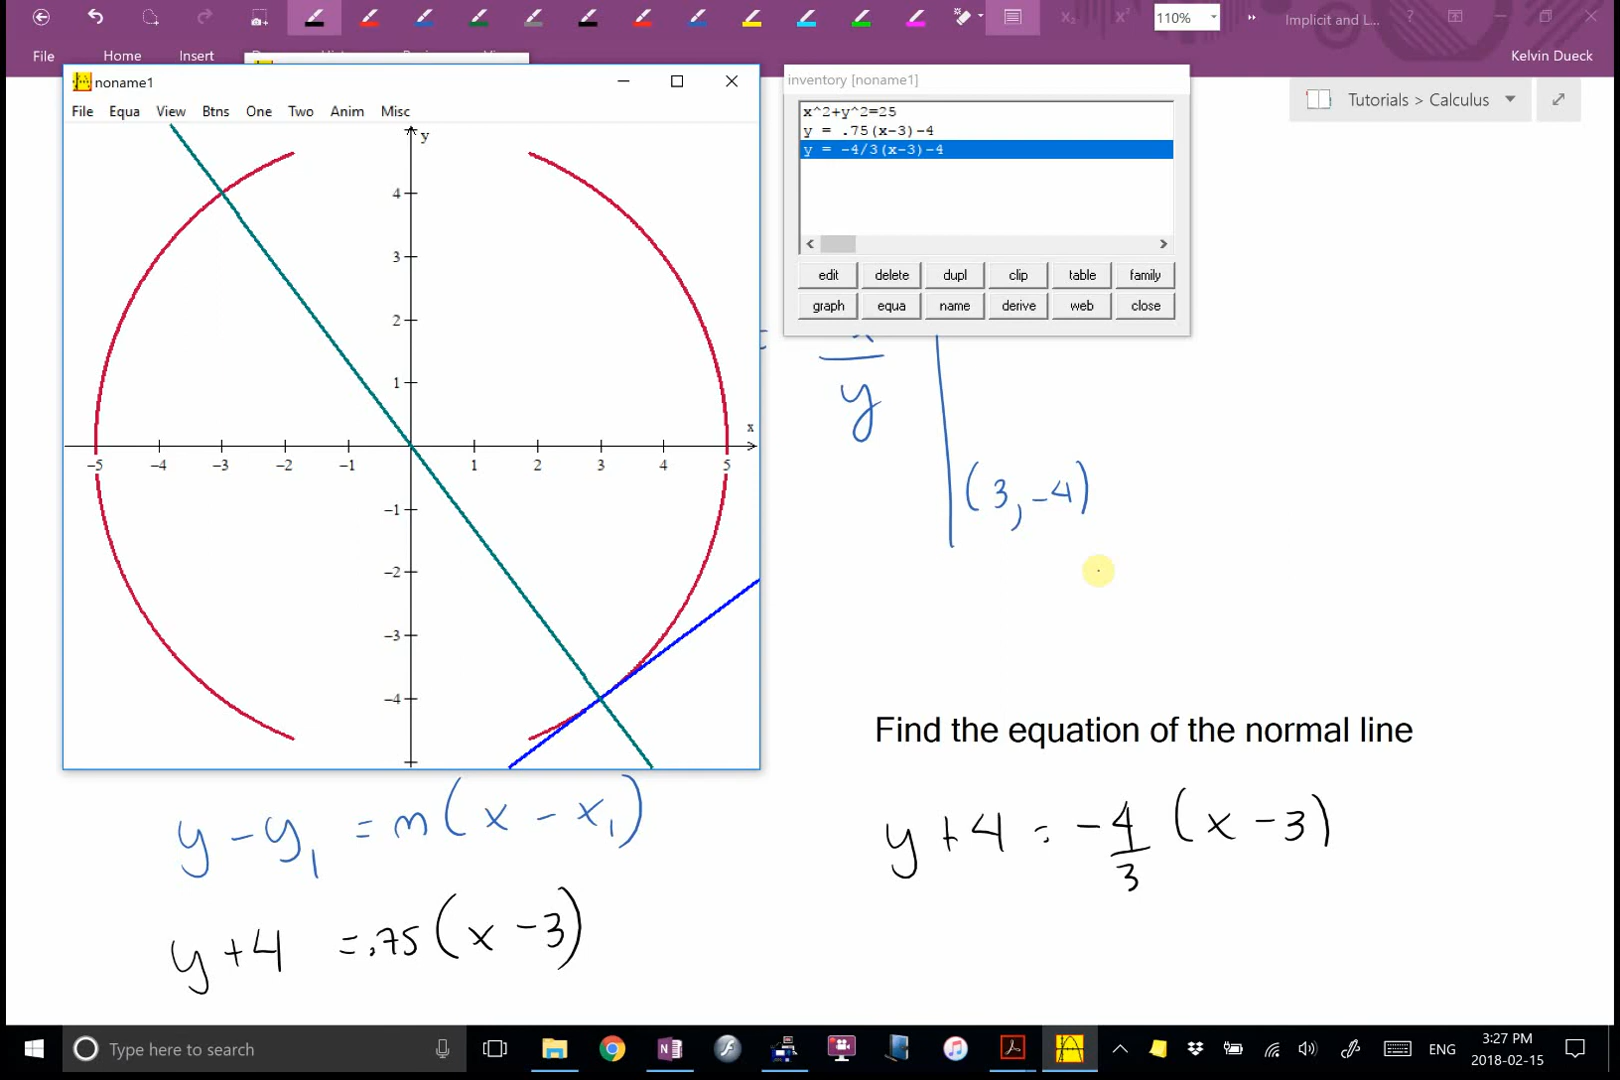 110%
Implicit and L...
File
Home
Insert
Kelvin Dueck
noname1
File Equa View Btns One Two Anim Misc
inventory [noname1]
x^2+y^2=25
y = .75(x-3)-4
y = -4/3(x-3)-4
edit delete dupl clip table family
graph equa name derive web close
Tutorials > Calculus
y
4
3
2
1
x
-5 -4 -3 -2 -1 1 2 3 4 5
-1
-2
-3
-4
y
(3,-4)
Find the equation of the normal line
y - y1 = m(x - x1)
y + 4 = -4/3 (x - 3)
y + 4 = .75(x - 3)
Type here to search
ENG
3:27 PM
2018-02-15